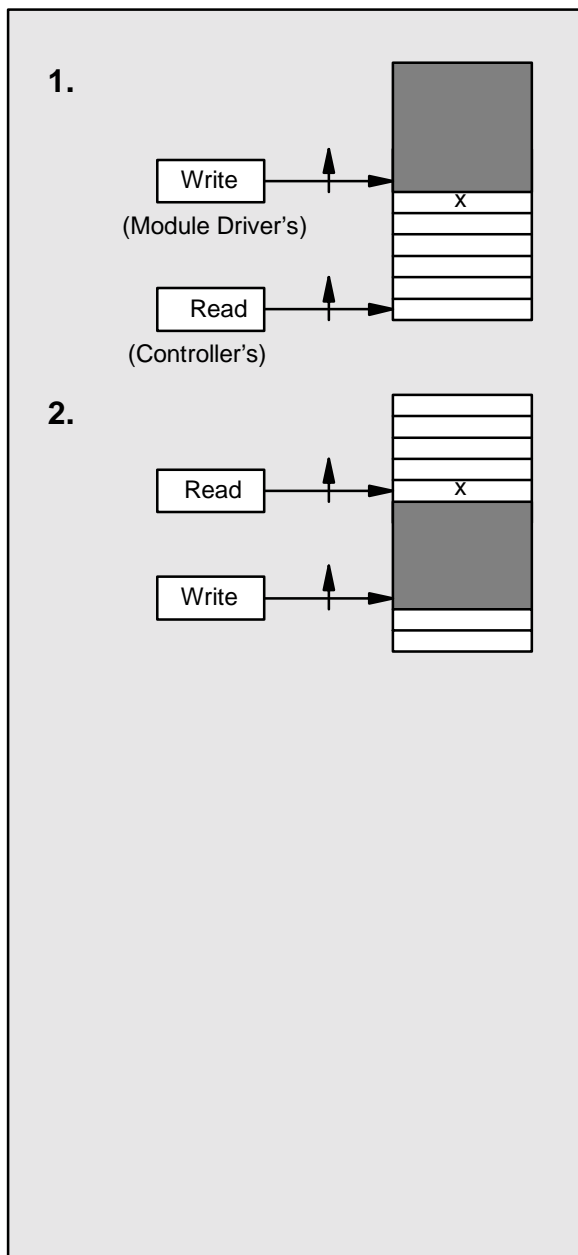 1.
Write
x
(Module Driver's)
Read
(Controller's)
2.
Read
x
Write